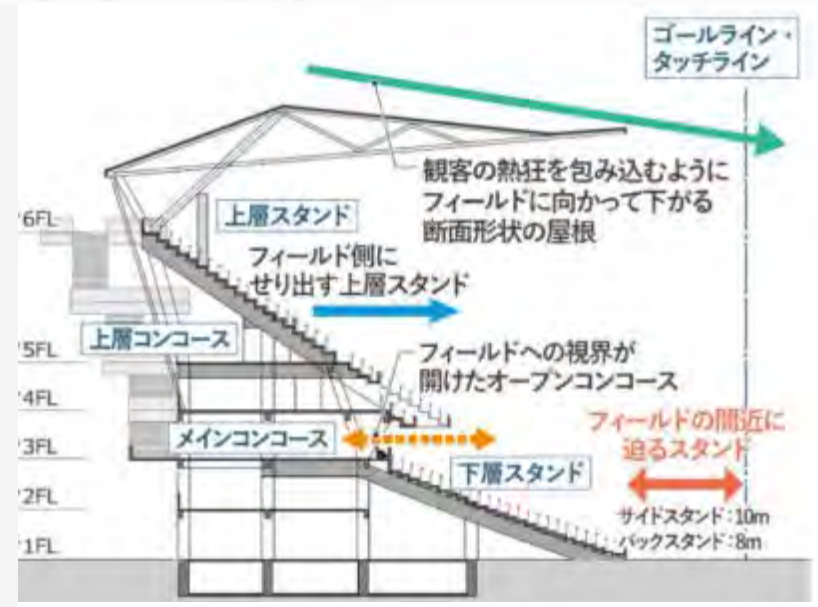 ゴールライン・
タッチライン
観客の熱狂を包み込むように
フィールドに向かって下がる
断面形状の屋根
上層スタンド
6FL
フィールド側に
せり出す上層スタンド
上層コンコース
5FL
フィールドへの視界が
開けたオープンコンコース
4FL
メインコンコース
フィールドの間近に
迫るスタンド
3FL
下層スタンド
2FL
サイドスタンド：10m
バックスタンド：8m
1FL